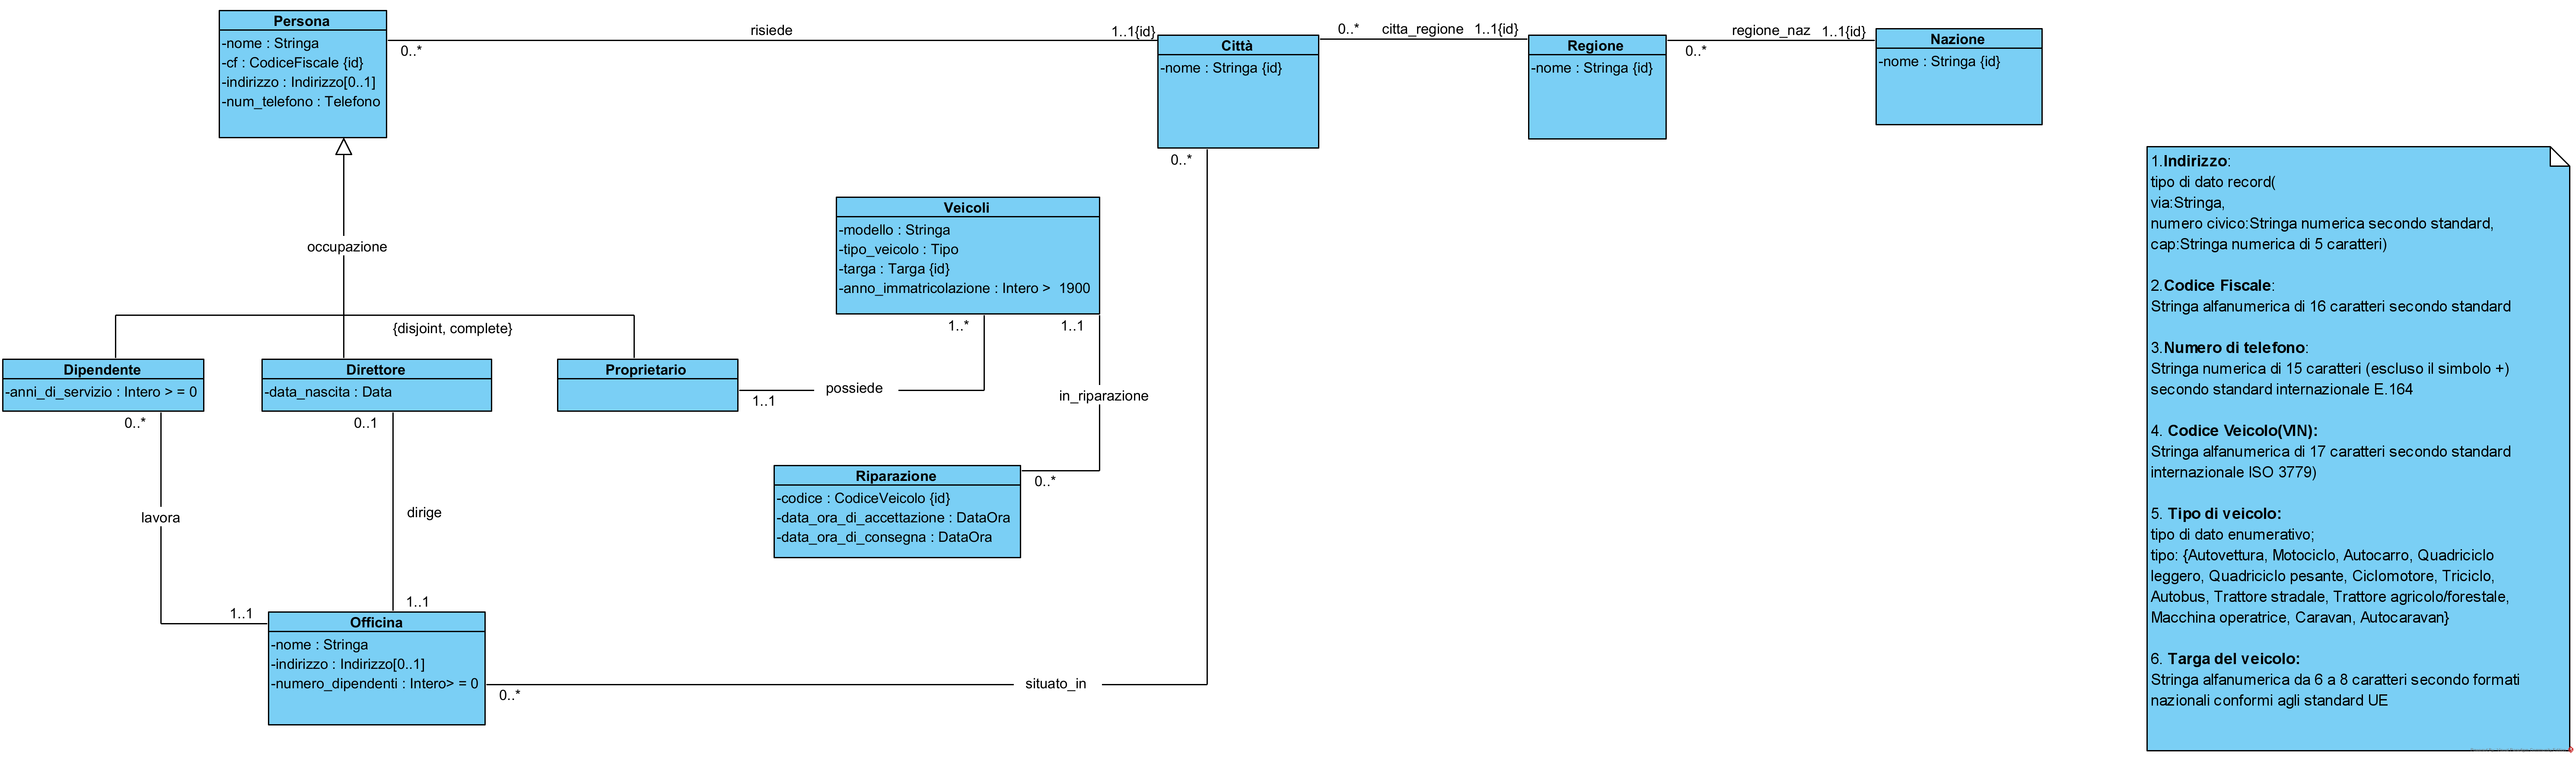 Persona
-nome : Stringa
-cf : CodiceFiscale {id}
-indirizzo : Indirizzo[0..1]
-num_telefono : Telefono
0..*
risiede
1..1{id}
Città
-nome : Stringa {id}
0..*
citta_regione
1..1{id}
Regione
-nome : Stringa {id}
0..*
regione_naz
1..1{id}
Nazione
-nome : Stringa {id}
0..*
occupazione
{disjoint, complete}
Veicoli
-modello : Stringa
-tipo_veicolo : Tipo
-targa : Targa {id}
-anno_immatricolazione : Intero > 1900
1..*
1..1
Dipendente
-anni_di_servizio : Intero > = 0
0..*
Direttore
-data_nascita : Data
0..1
Proprietario
1..1
possiede
in_riparazione
Riparazione
-codice : CodiceVeicolo {id}
-data_ora_di_accettazione : DataOra
-data_ora_di_consegna : DataOra
0..*
lavora
dirige
1..1
1..1
Officina
-nome : Stringa
-indirizzo : Indirizzo[0..1]
-numero_dipendenti : Intero> = 0
0..*
situato_in
1.Indirizzo:
tipo di dato record(
via:Stringa,
numero civico:Stringa numerica secondo standard,
cap:Stringa numerica di 5 caratteri)
2.Codice Fiscale:
Stringa alfanumerica di 16 caratteri secondo standard
3.Numero di telefono:
Stringa numerica di 15 caratteri (escluso il simbolo +)
secondo standard internazionale E.164
4. Codice Veicolo(VIN):
Stringa alfanumerica di 17 caratteri secondo standard
internazionale ISO 3779)
5. Tipo di veicolo:
tipo di dato enumerativo;
tipo: {Autovettura, Motociclo, Autocarro, Quadriciclo
leggero, Quadriciclo pesante, Ciclomotore, Triciclo,
Autobus, Trattore stradale, Trattore agricolo/forestale,
Macchina operatrice, Caravan, Autocaravan}
6. Targa del veicolo:
Stringa alfanumerica da 6 a 8 caratteri secondo formati
nazionali conformi agli standard UE